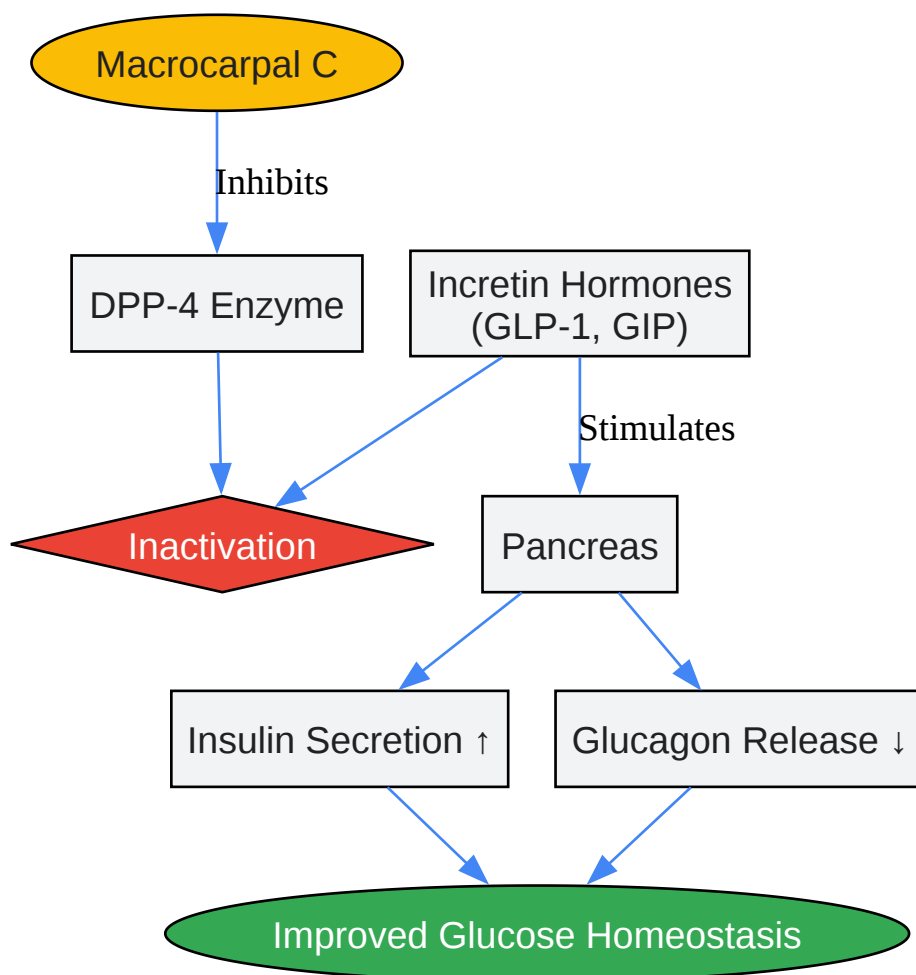 Macrocarpal C
Inhibits
DPP-4 Enzyme
Incretin Hormones
(GLP-1, GIP)
Stimulates
Inactivation
Pancreas
Insulin Secretion ↑
Glucagon Release ↓
Improved Glucose Homeostasis